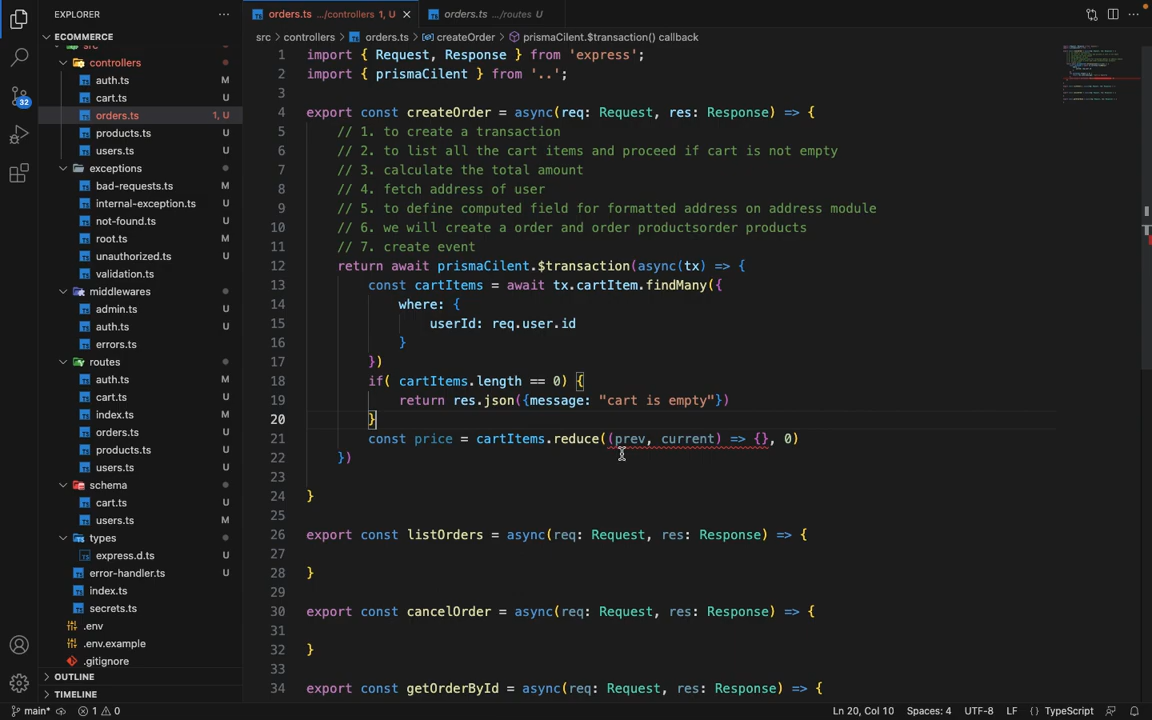 EXPLORER
ECOMMERCE
src
controllers
auth.ts M
cart.ts U
orders.ts 1, U
products.ts U
users.ts U
exceptions
bad-requests.ts M
internal-exception.ts U
not-found.ts U
root.ts M
unauthorized.ts U
validation.ts U
middlewares
admin.ts U
auth.ts U
errors.ts U
routes
auth.ts M
cart.ts U
index.ts M
orders.ts U
products.ts U
users.ts U
schema
cart.ts U
users.ts M
types
express.d.ts U
error-handler.ts U
index.ts
secrets.ts
.env
.env.example
.gitignore
OUTLINE
TIMELINE
32
orders.ts .../controllers 1, U
orders.ts .../routes U
src > controllers > orders.ts > createOrder > prismaCilent.$transaction() callback
1 import { Request, Response } from 'express';
2 import { prismaCilent } from '..';
3
4 export const createOrder = async(req: Request, res: Response) => {
5 // 1. to create a transaction
6 // 2. to list all the cart items and proceed if cart is not empty
7 // 3. calculate the total amount
8 // 4. fetch address of user
9 // 5. to define computed field for formatted address on address module
10 // 6. we will create a order and order productsorder products
11 // 7. create event
12 return await prismaCilent.$transaction(async(tx) => {
13 const cartItems = await tx.cartItem.findMany({
14 where: {
15 userId: req.user.id
16 }
17 })
18 if( cartItems.length == 0) {
19 return res.json({message: "cart is empty"})
20 }
21 const price = cartItems.reduce((prev, current) => {}, 0)
22 })
23
24 }
25
26 export const listOrders = async(req: Request, res: Response) => {
27
28 }
29
30 export const cancelOrder = async(req: Request, res: Response) => {
31
32 }
33
34 export const getOrderById = async(req: Request, res: Response) => {
main* 1 0 Ln 20, Col 10 Spaces: 4 UTF-8 LF {} TypeScript